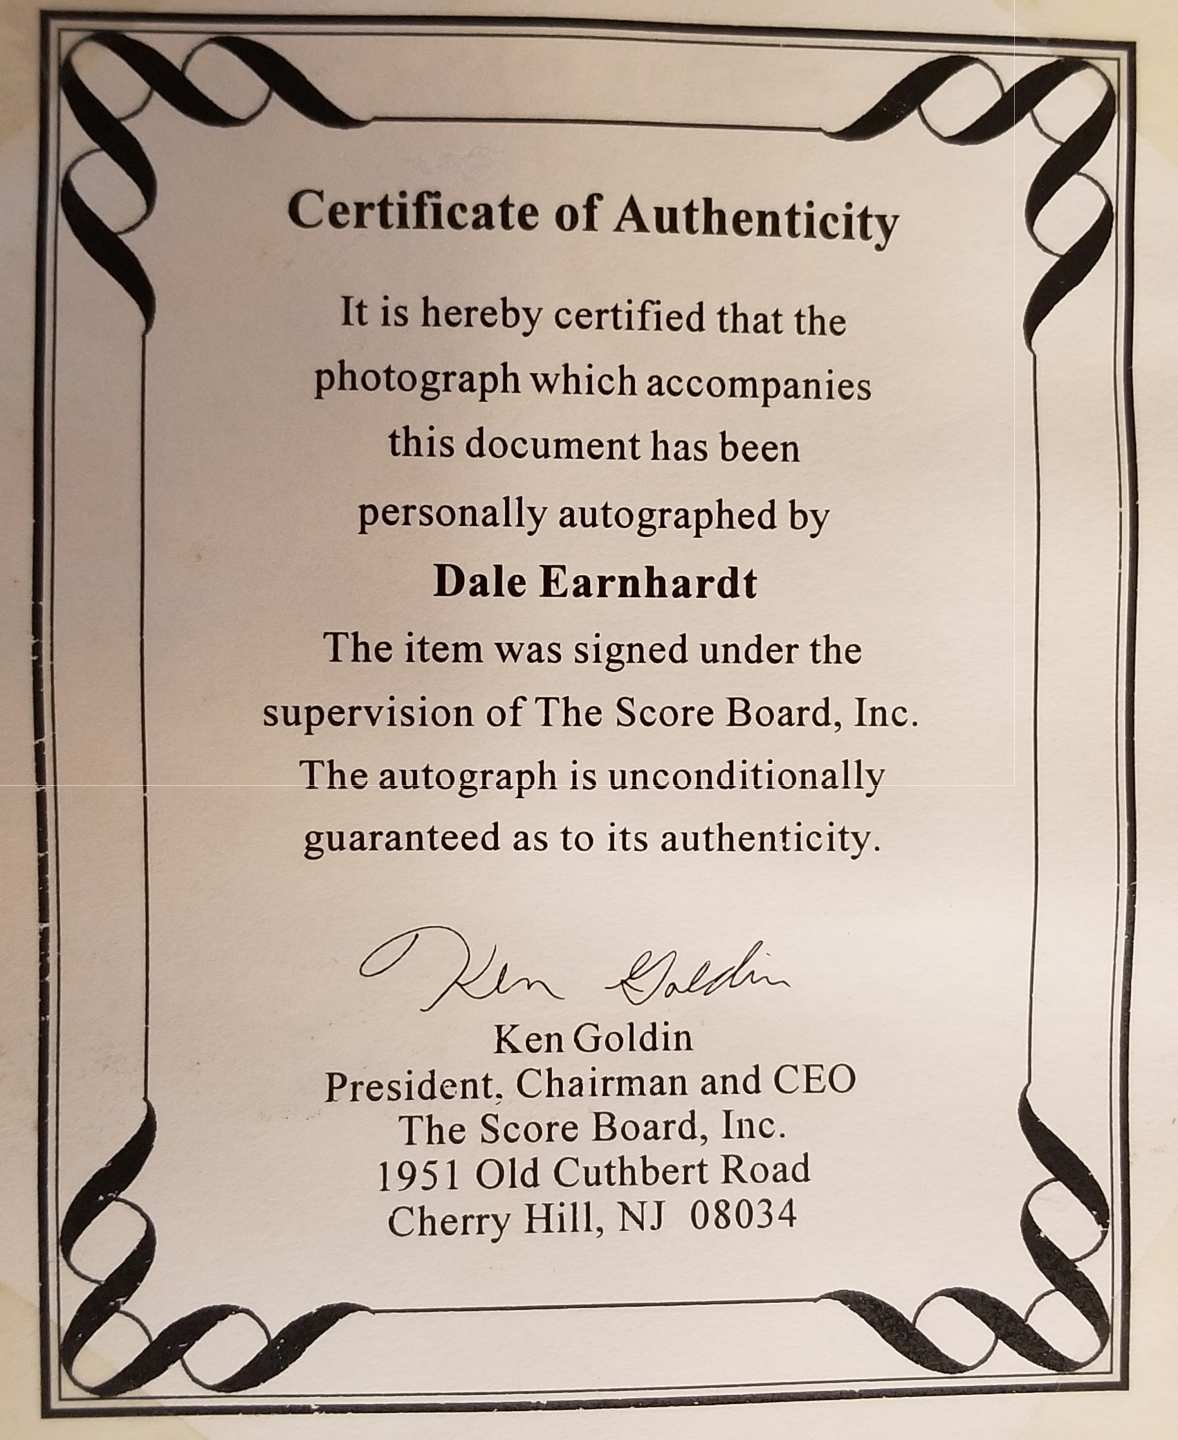 Certificate of Authenticity
It is hereby certified that the
photograph which accompanies
this document has been
personally autographed by
Dale Earnhardt
The item was signed under the
supervision of The Score Board, Inc.
The autograph is unconditionally
guaranteed as to its authenticity.
Ken Goldin
Ken Goldin
President, Chairman and CEO
The Score Board, Inc.
1951 Old Cuthbert Road
Cherry Hill, NJ 08034